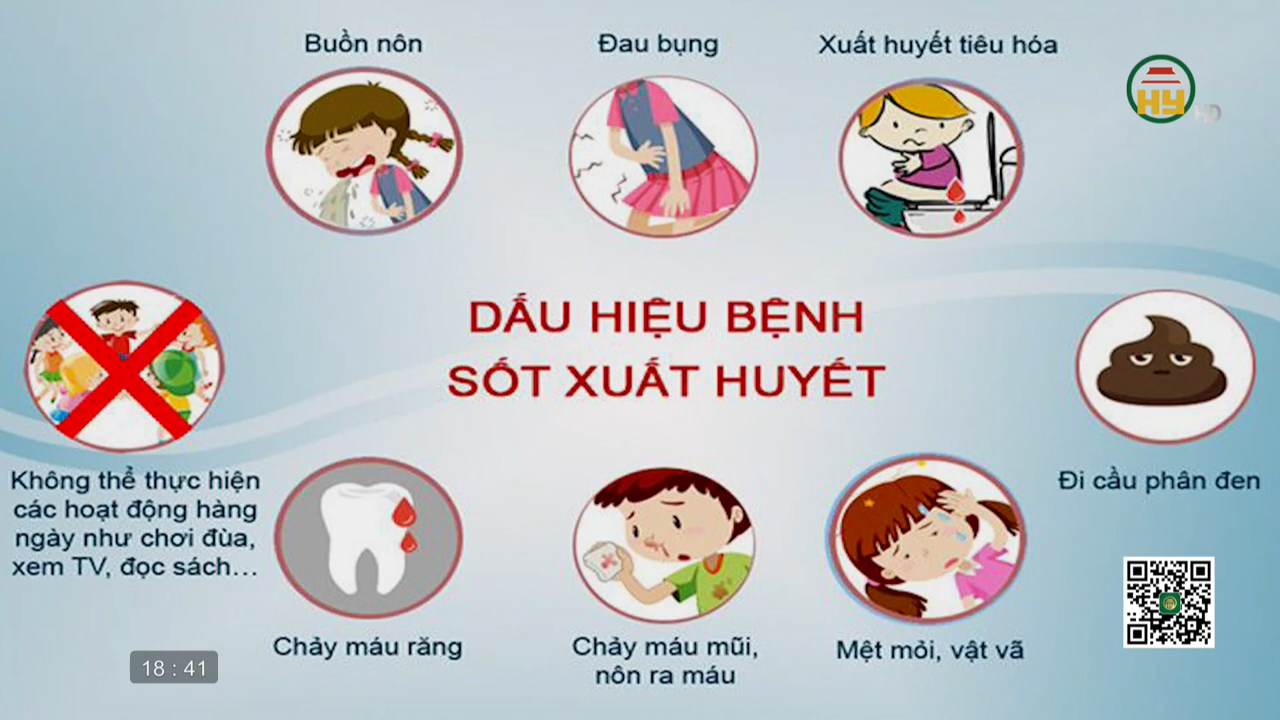 Buồn nôn
Đau bụng
Xuất huyết tiêu hóa
HY
HD
DẤU HIỆU BỆNH
SỐT XUẤT HUYẾT
Không thể thực hiện
các hoạt động hàng
ngày như chơi đùa,
xem TV, đọc sách...
Đi cầu phân đen
Chảy máu răng
Chảy máu mũi,
nôn ra máu
Mệt mỏi, vật vã
18 : 41